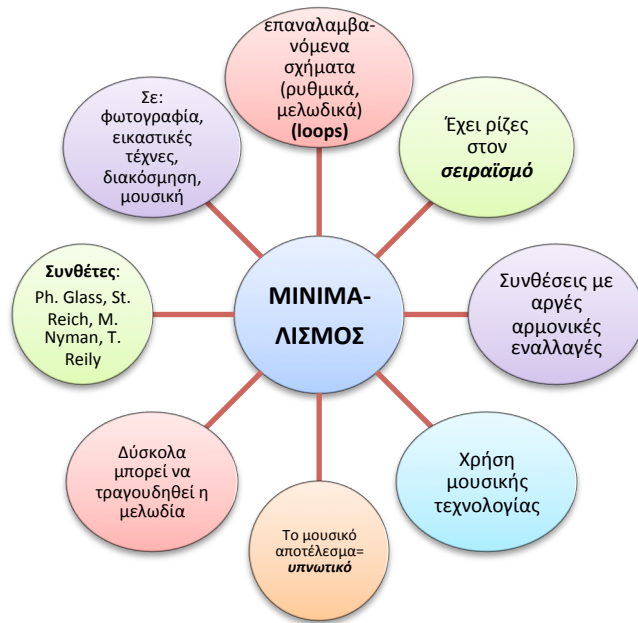 επαναλαμβα-
νόμενα
σχήματα
(ρυθμικά,
μελωδικά)
(loops)
Έχει ρίζες
στον
σειραϊσμό
Συνθέσεις με
αργές
αρμονικές
εναλλαγές
Χρήση
μουσικής
τεχνολογίας
Το μουσικό
αποτέλεσμα=
υπνωτικό
Δύσκολα
μπορεί να
τραγουδηθεί η
μελωδία
Συνθέτες:
Ph. Glass, St.
Reich, M.
Nyman, T.
Reily
Σε:
φωτογραφία,
εικαστικές
τέχνες,
διακόσμηση,
μουσική
ΜΙΝΙΜΑ-
ΛΙΣΜΟΣ